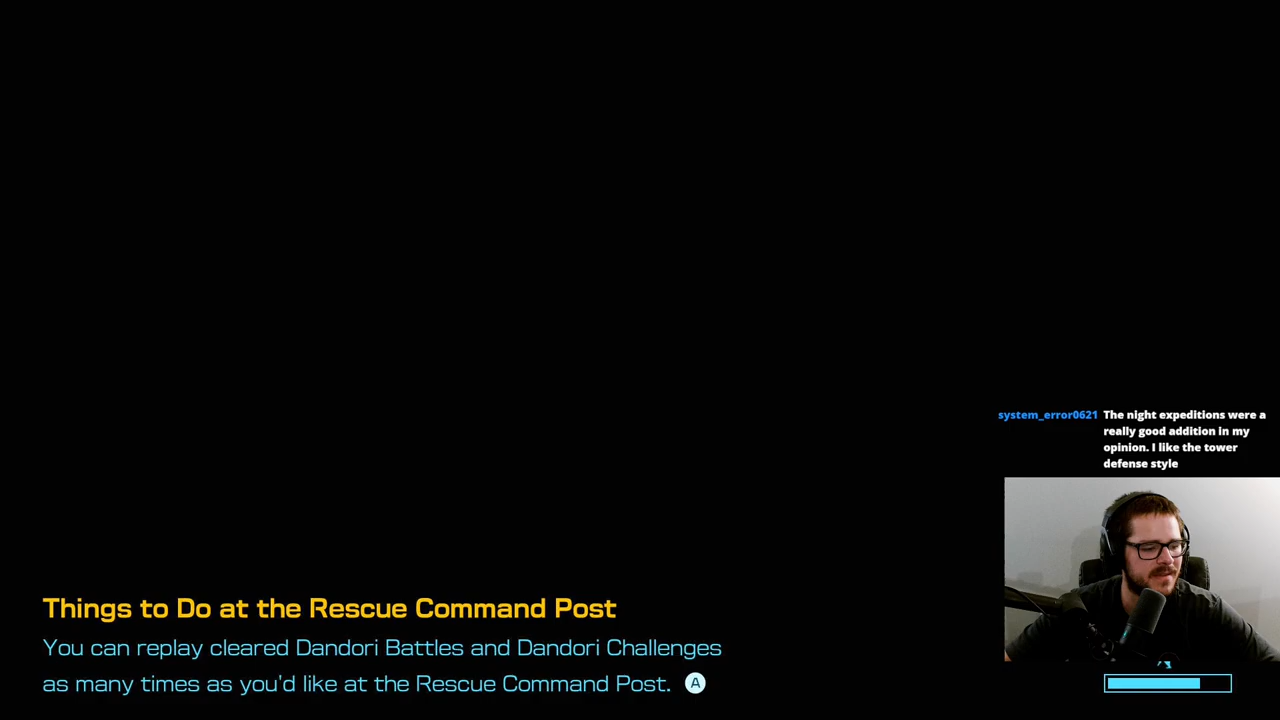 system_error0621 The night expeditions were a
really good addition in my
opinion. I like the tower
defense style
Things to Do at the Rescue Command Post
You can replay cleared Dandori Battles and Dandori Challenges
as many times as you'd like at the Rescue Command Post. A